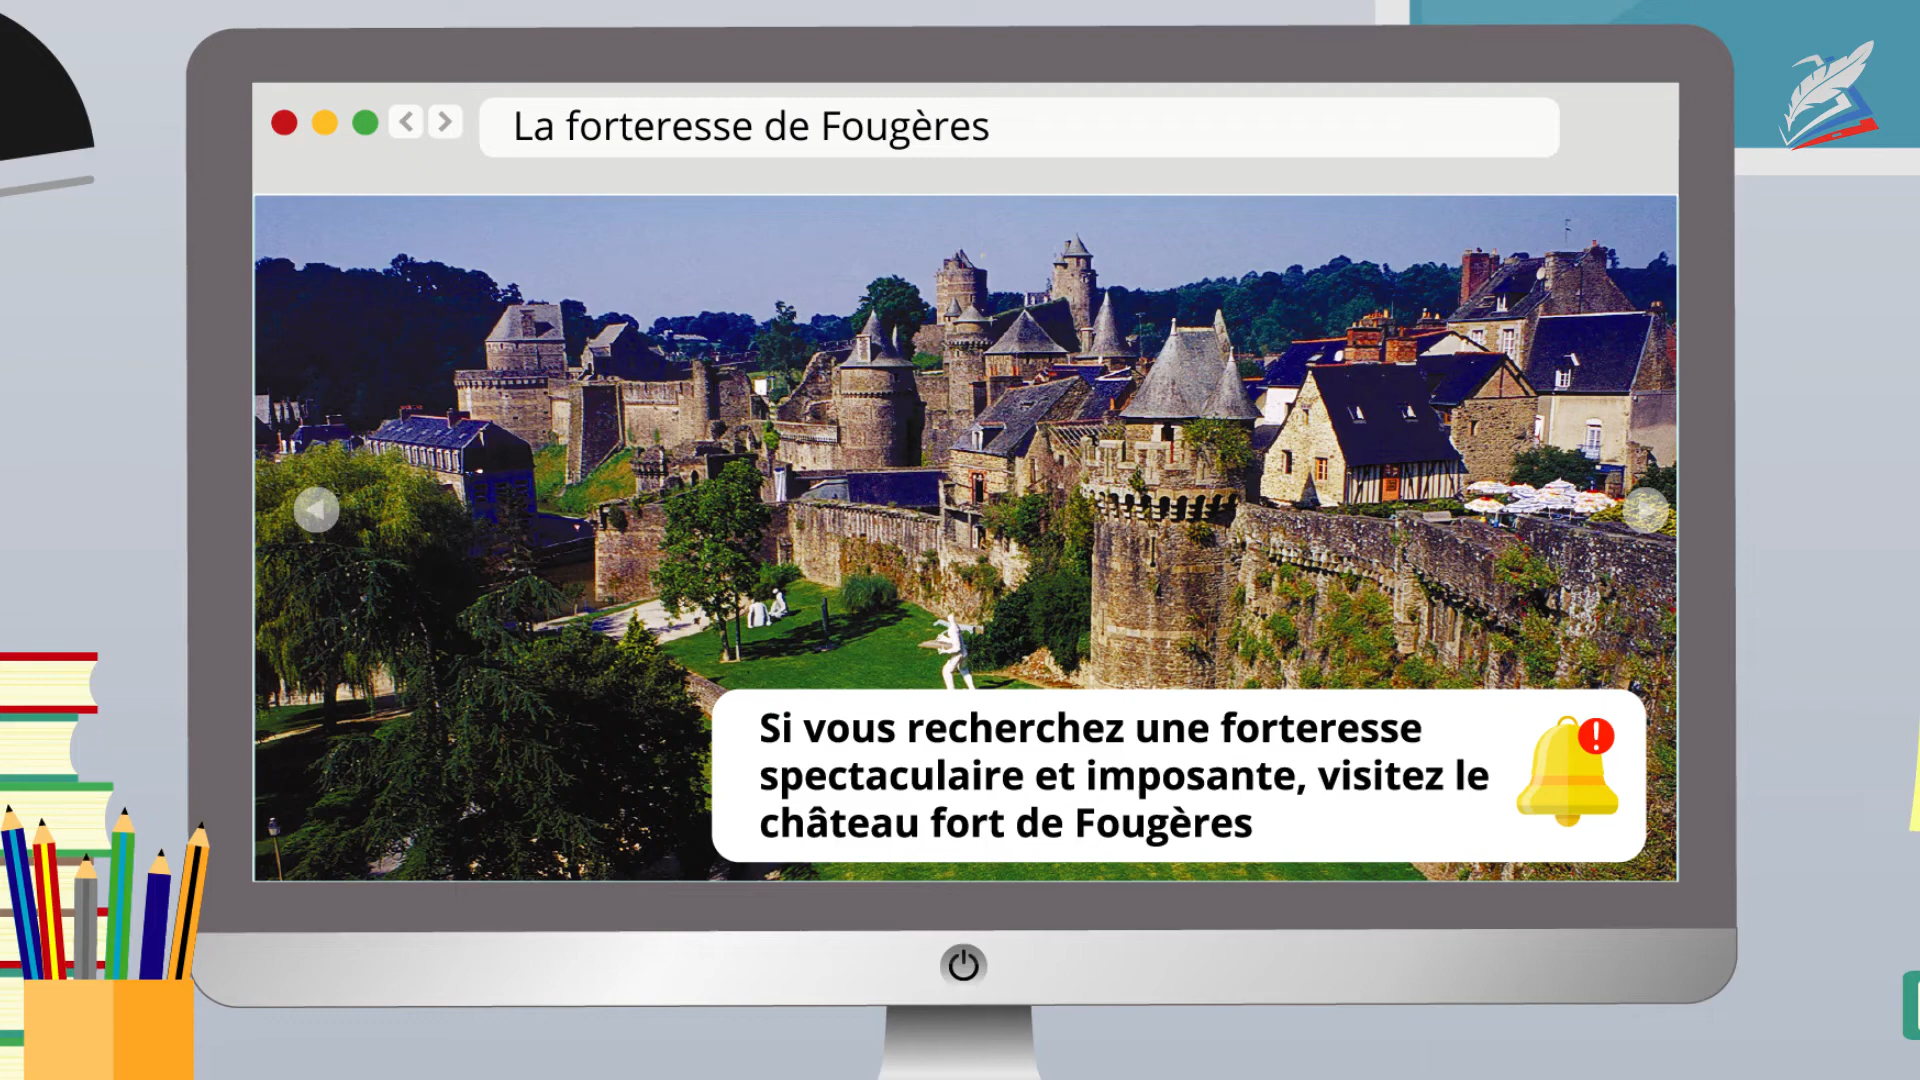 La forteresse de Fougères
Si vous recherchez une forteresse
spectaculaire et imposante, visitez le
château fort de Fougères